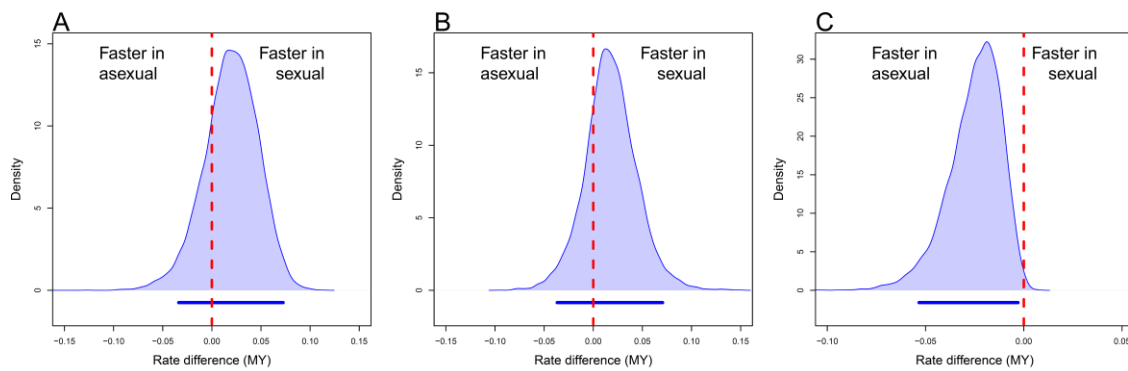 A
Faster in
asexual
Faster in
sexual
Density
0
5
10
15
−0.15
−0.10
−0.05
0.00
0.05
0.10
0.15
Rate difference (MY)
B
Faster in
asexual
Faster in
sexual
Density
0
5
10
15
−0.15
−0.10
−0.05
0.00
0.05
0.10
0.15
Rate difference (MY)
C
Faster in
asexual
Faster in
sexual
Density
0
5
10
15
20
25
30
−0.10
−0.05
0.00
0.05
Rate difference (MY)